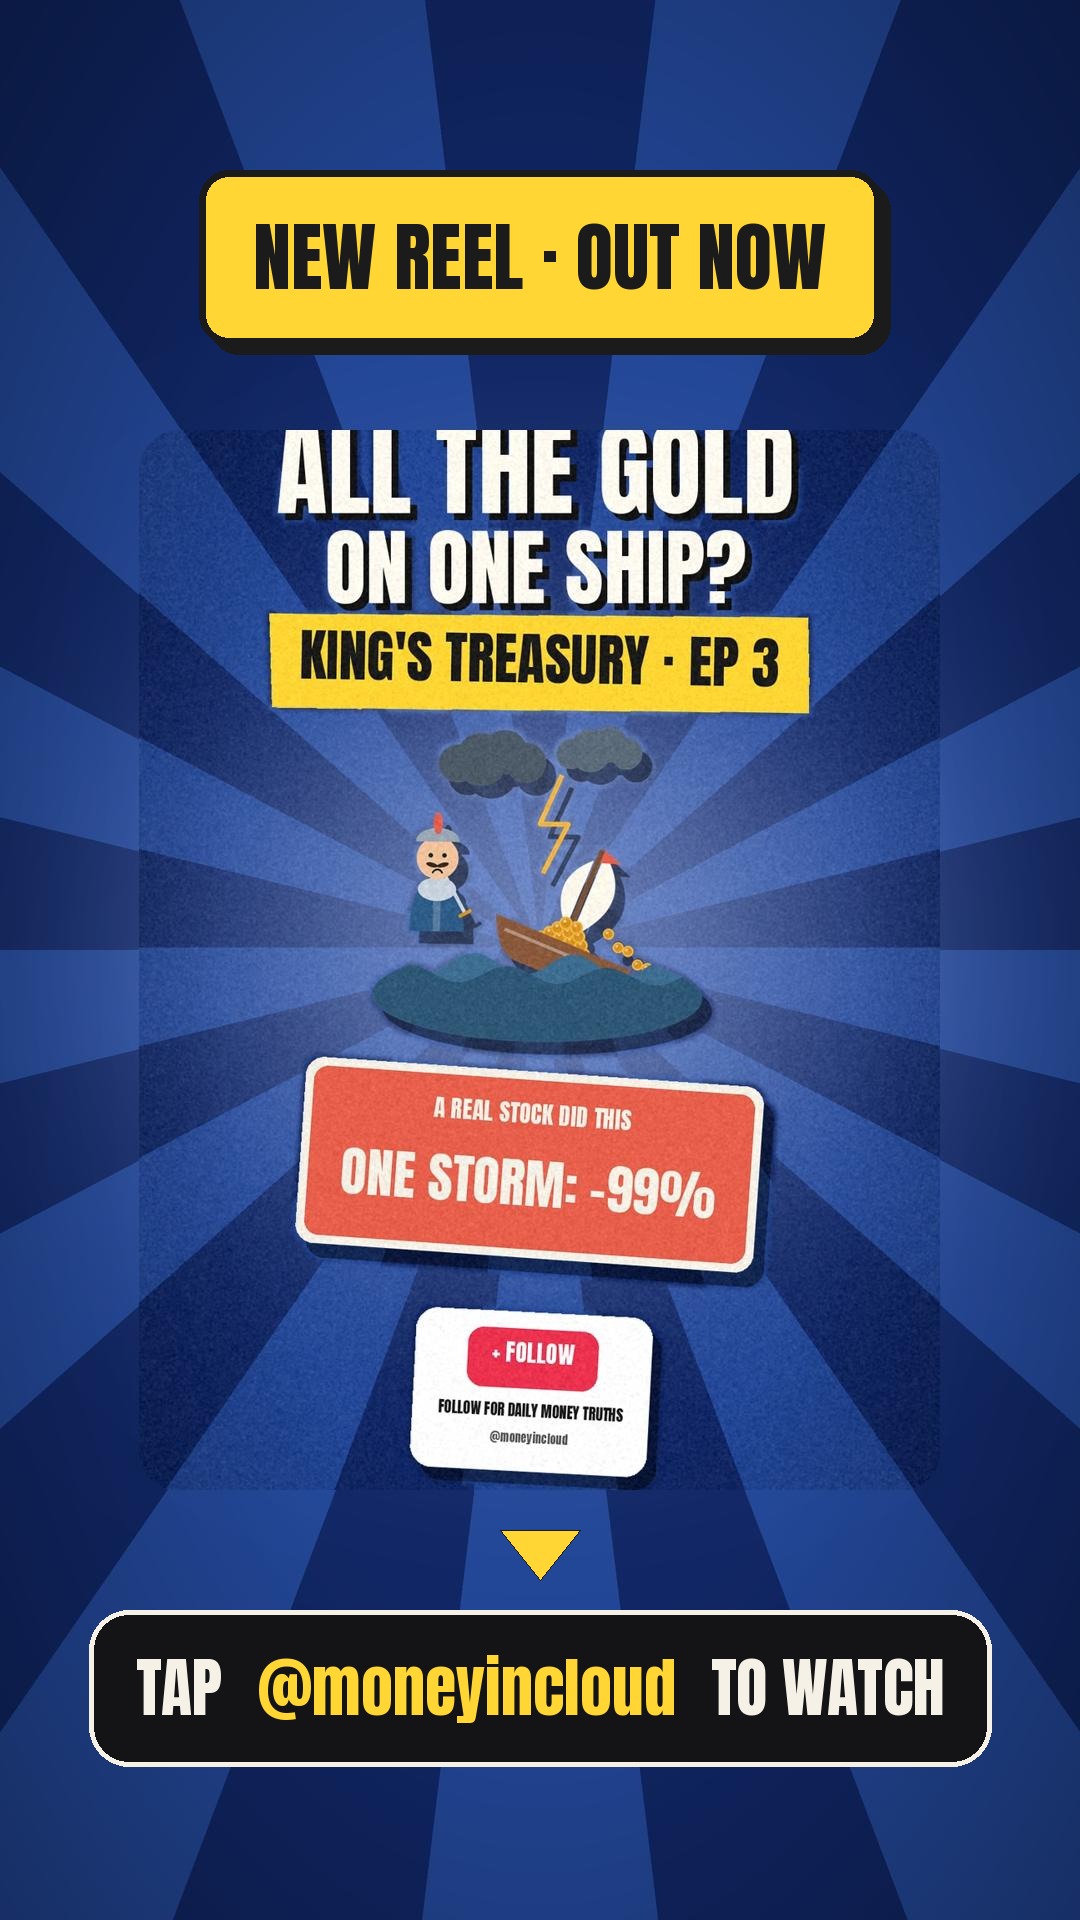 NEW REEL · OUT NOW
ALL THE GOLD
ON ONE SHIP?
KING'S TREASURY · EP 3
A REAL STOCK DID THIS
ONE STORM: -99%
+ FOLLOW
FOLLOW FOR DAILY MONEY TRUTHS
@moneyincloud
TAP @moneyincloud TO WATCH